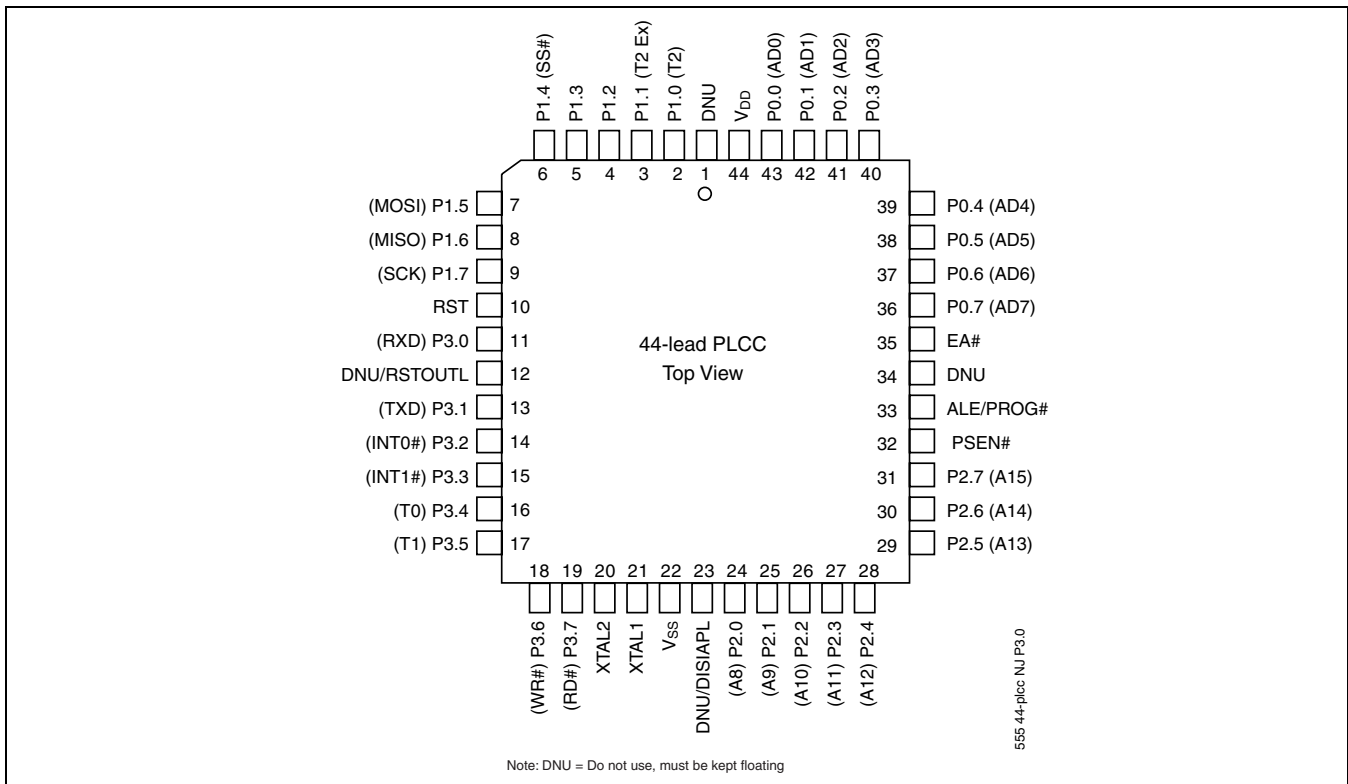 P1.4 (SS#)
P1.3
P1.2
P1.1 (T2 Ex)
P1.0 (T2)
DNU
VDD
P0.0 (AD0)
P0.1 (AD1)
P0.2 (AD2)
P0.3 (AD3)
6 5 4 3 2 1 44 43 42 41 40
(MOSI) P1.5 7
(MISO) P1.6 8
(SCK) P1.7 9
RST 10
(RXD) P3.0 11
DNU/RSTOUTL 12
(TXD) P3.1 13
(INT0#) P3.2 14
(INT1#) P3.3 15
(T0) P3.4 16
(T1) P3.5 17
44-lead PLCC
Top View
39 P0.4 (AD4)
38 P0.5 (AD5)
37 P0.6 (AD6)
36 P0.7 (AD7)
35 EA#
34 DNU
33 ALE/PROG#
32 PSEN#
31 P2.7 (A15)
30 P2.6 (A14)
29 P2.5 (A13)
18 19 20 21 22 23 24 25 26 27 28
(WR#) P3.6
(RD#) P3.7
XTAL2
XTAL1
VSS
DNU/DISIAPL
(A8) P2.0
(A9) P2.1
(A10) P2.2
(A11) P2.3
(A12) P2.4
555 44-plcc NJ P3.0
Note: DNU = Do not use, must be kept floating